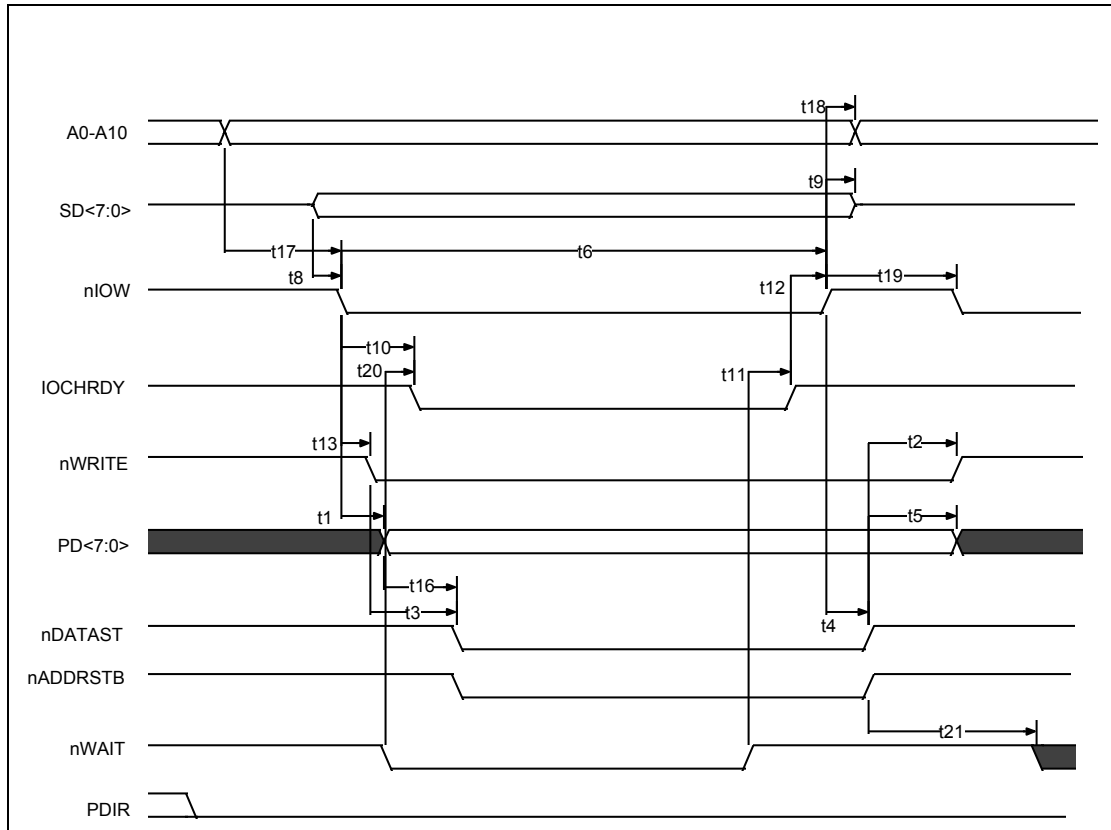 t18
A0-A10
t9
SD<7:0>
t17
t6
t8
t12
t19
nIOW
t10
t20
t11
IOCHRDY
t13
t2
nWRITE
t1
t5
PD<7:0>
t16
t3
t4
nDATAST
nADDRSTB
t21
nWAIT
PDIR